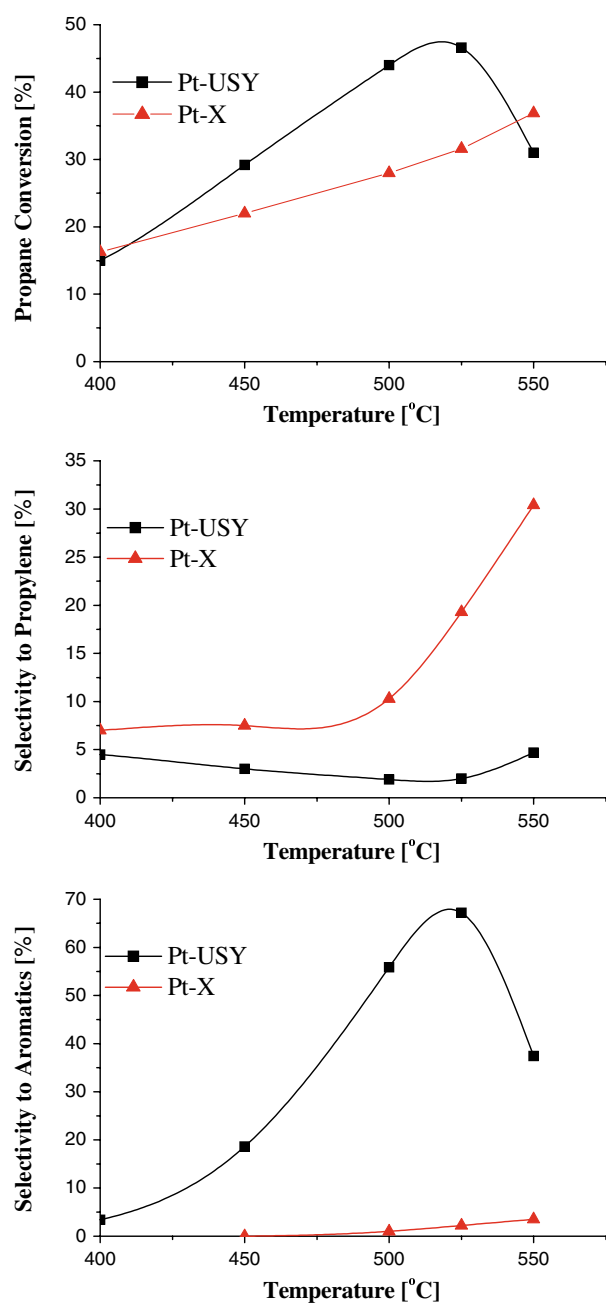 50
40
30
20
10
0
Propane Conversion [%]
Pt-USY
Pt-X
400 450 500 550
Temperature [°C]
35
30
25
20
15
10
5
0
Selectivity to Propylene [%]
Pt-USY
Pt-X
400 450 500 550
Temperature [°C]
70
60
50
40
30
20
10
0
Selectivity to Aromatics [%]
Pt-USY
Pt-X
400 450 500 550
Temperature [°C]